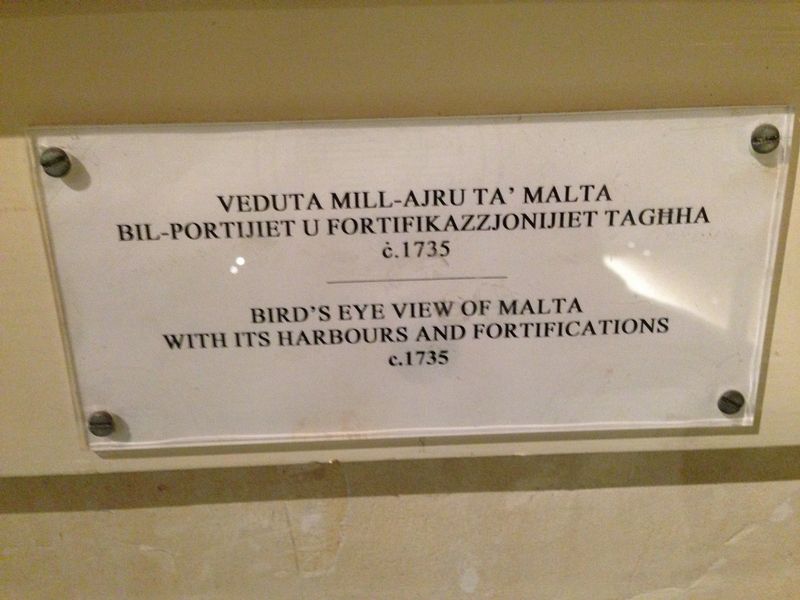 VEDUTA MILL-AJRU TA’ MALTA
BIL-PORTIJIET U FORTIFIKAZZJONIJIET TAGĦHA
ċ.1735
BIRD’S EYE VIEW OF MALTA
WITH ITS HARBOURS AND FORTIFICATIONS
c.1735